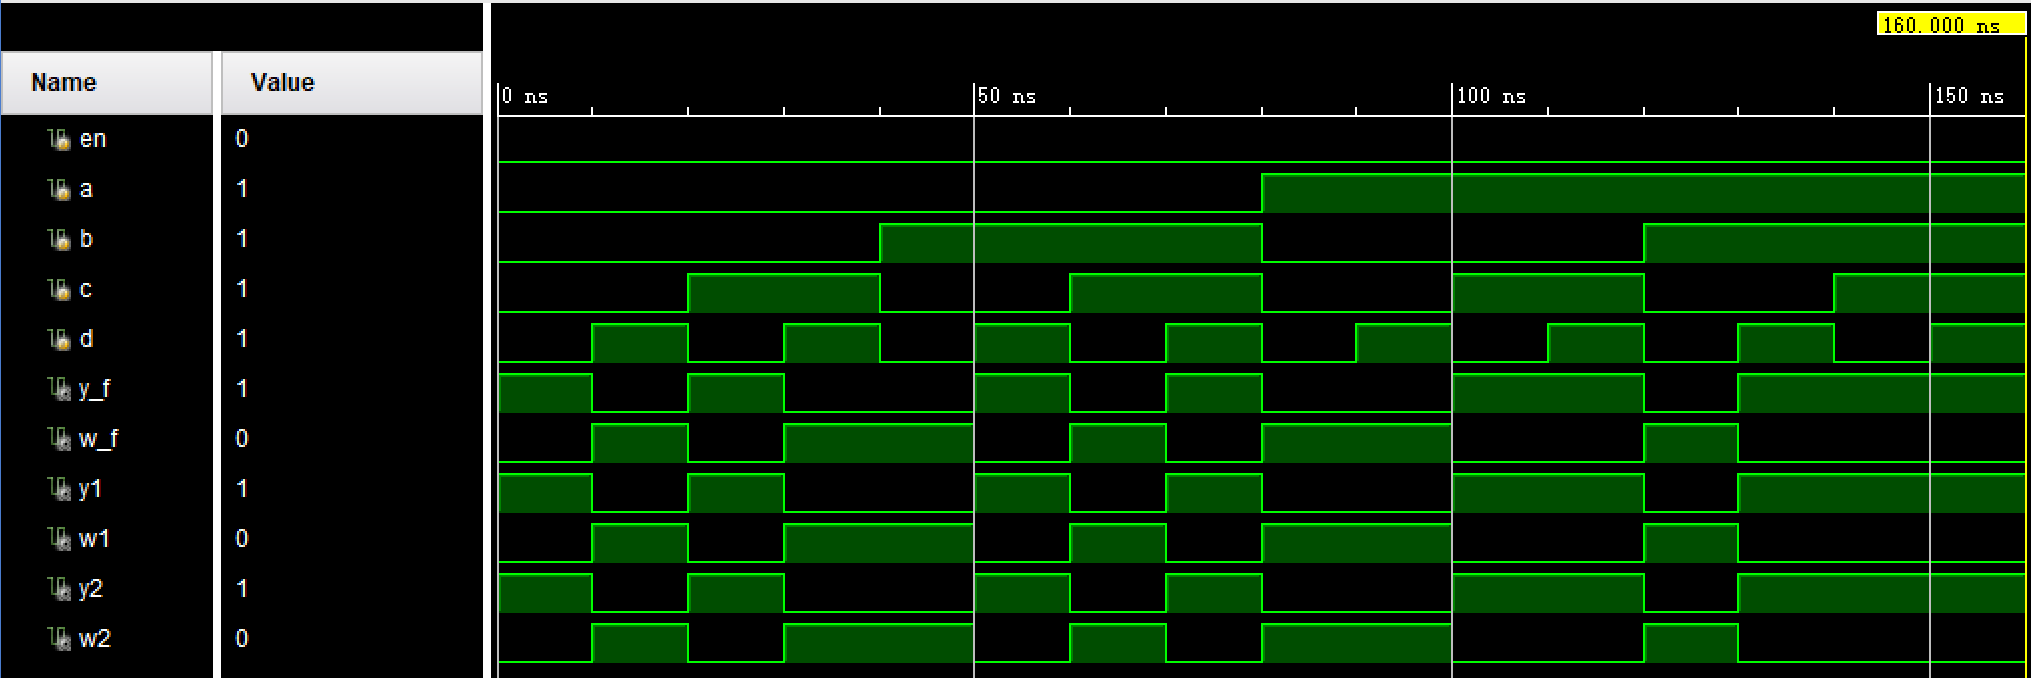 160.000 ns
Name Value
0 ns 50 ns 100 ns 150 ns
en 0
a 1
b 1
c 1
d 1
y_f 1
w_f 0
y1 1
w1 0
y2 1
w2 0